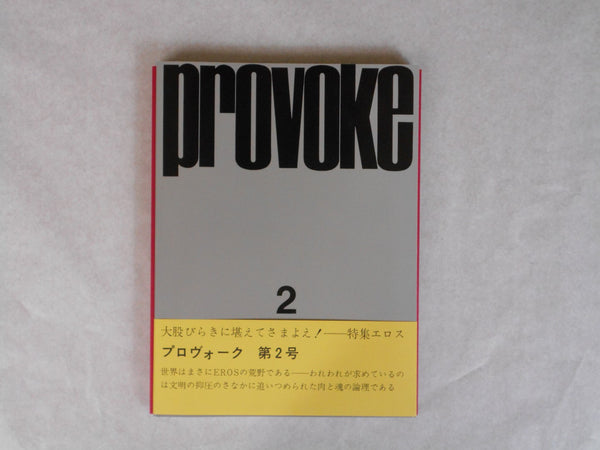 provoke
2
大股びらきに堪えてさまよえ！――特集エロス
プロヴォーク 第2号
世界はまさにEROSの荒野である――われわれが求めているの
は文明の抑圧のさなかに追いつめられた肉と魂の論理である